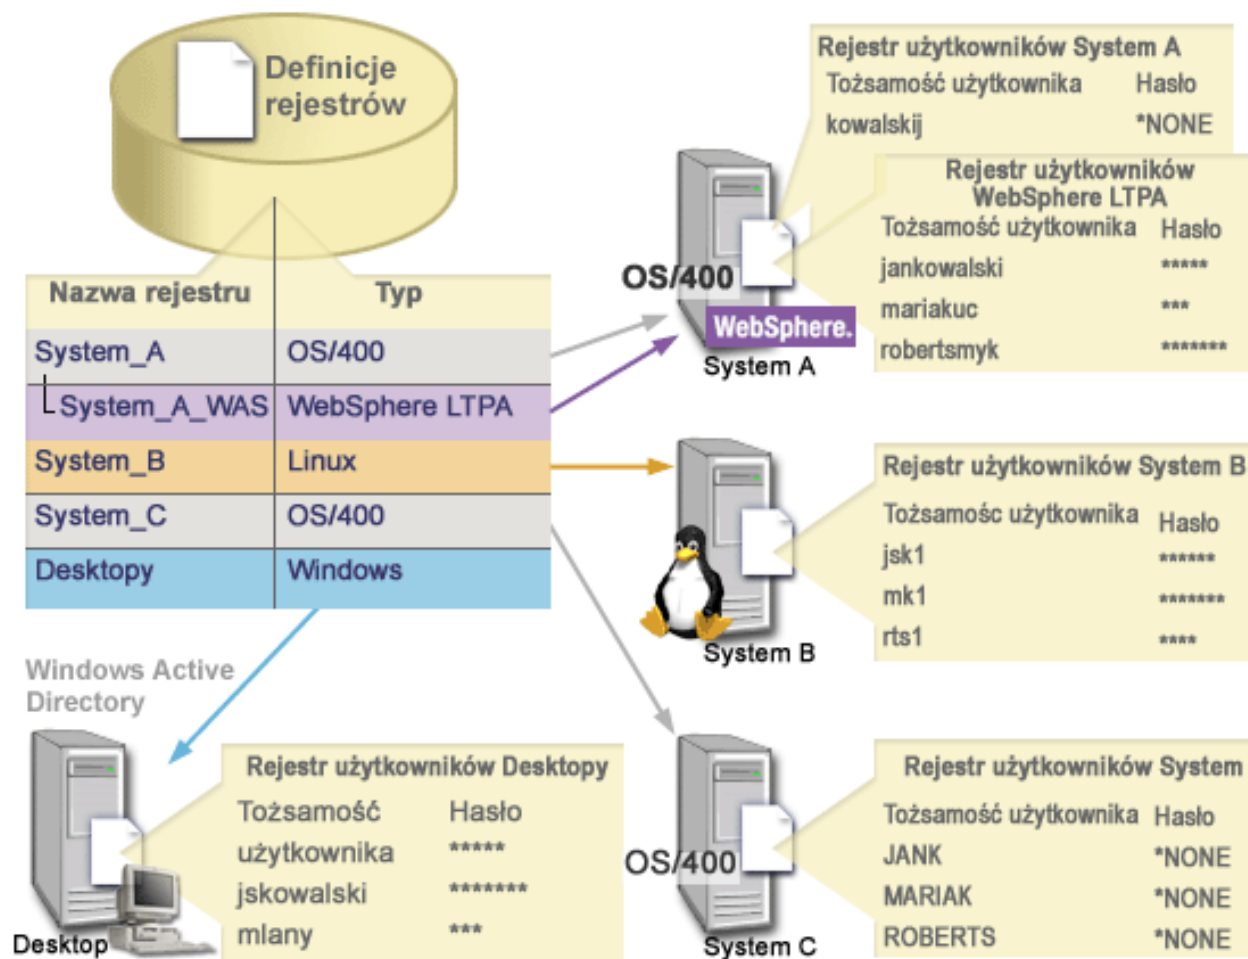 Definicje
rejestrów
Nazwa rejestru Typ
System_A OS/400
System_A_WAS WebSphere LTPA
System_B Linux
System_C OS/400
Desktopy Windows
Rejestr użytkowników System A
Tożsamość użytkownika Hasło
kowalskij *NONE
Rejestr użytkowników
WebSphere LTPA
Tożsamość użytkownika Hasło
jankowalski *****
mariakuc ***
robertsmyk *******
OS/400
WebSphere.
System A
Rejestr użytkowników System B
Tożsamośc użytkownika Hasło
jsk1 ******
mk1 *******
rts1 ****
System B
Windows Active
Directory
Desktop
Rejestr użytkowników Desktopy
Tożsamość Hasło
użytkownika *****
jskowalski *******
mlany ***
OS/400
System C
Rejestr użytkowników System
Tożsamość użytkownika Hasło
JANK *NONE
MARIAK *NONE
ROBERTS *NONE